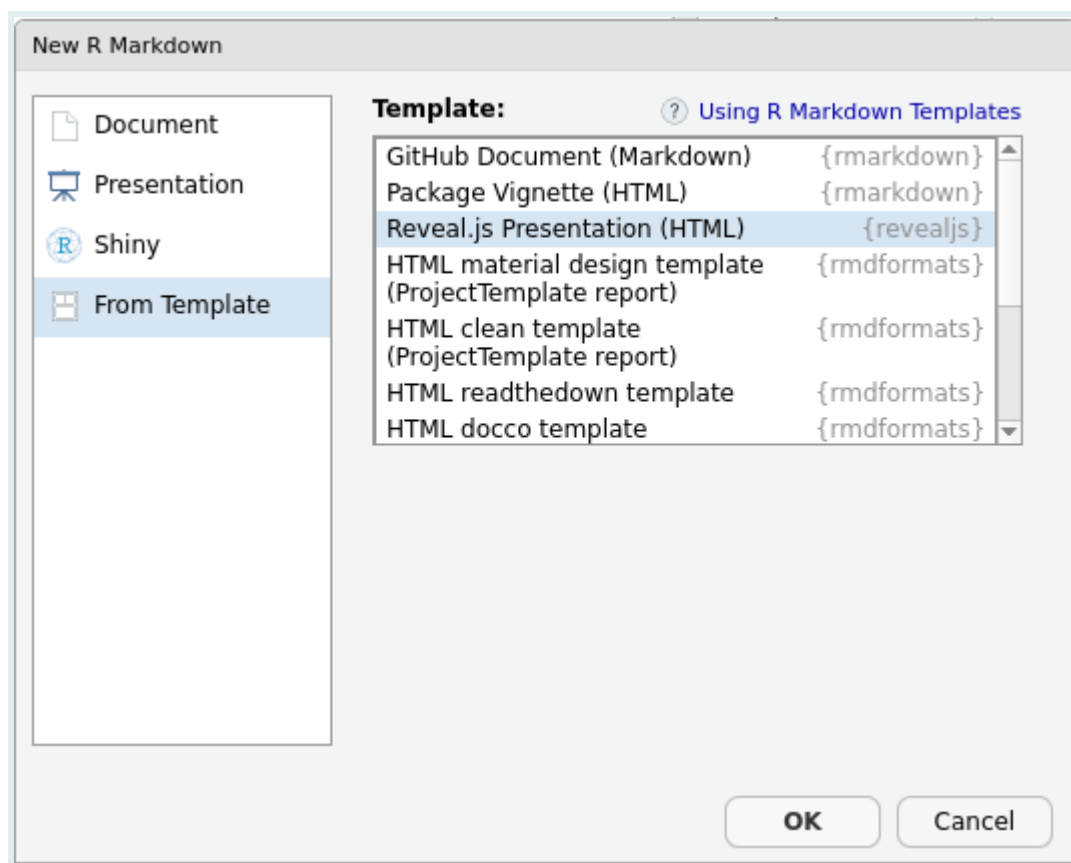 New R Markdown
Document
Presentation
Shiny
From Template
Template:
? Using R Markdown Templates
GitHub Document (Markdown) {rmarkdown}
Package Vignette (HTML) {rmarkdown}
Reveal.js Presentation (HTML) {revealjs}
HTML material design template {rmdformats}
(ProjectTemplate report)
HTML clean template {rmdformats}
(ProjectTemplate report)
HTML readthedown template {rmdformats}
HTML docco template {rmdformats}
OK
Cancel